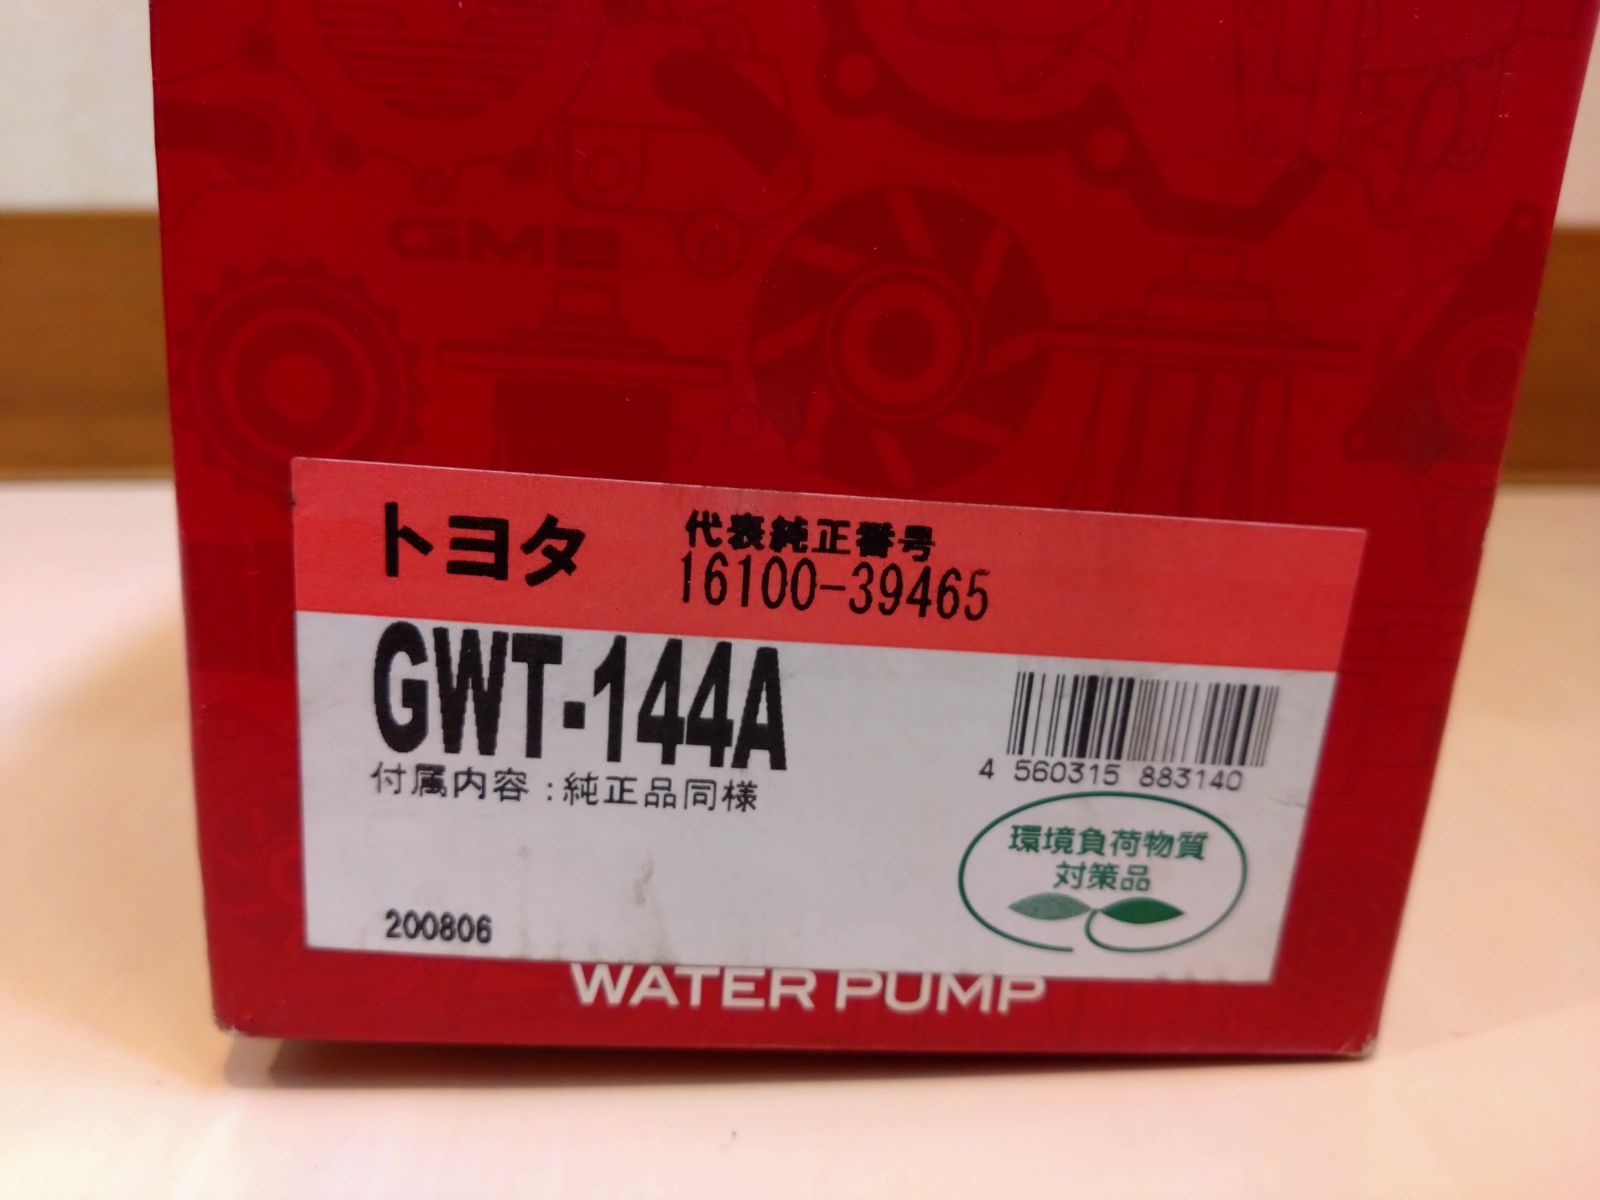 GMB
トヨタ
代表純正番号
16100-39465
GWT-144A
付属内容:純正品同様
4 560315 883140
環境負荷物質
対策品
200806
WATER PUMP